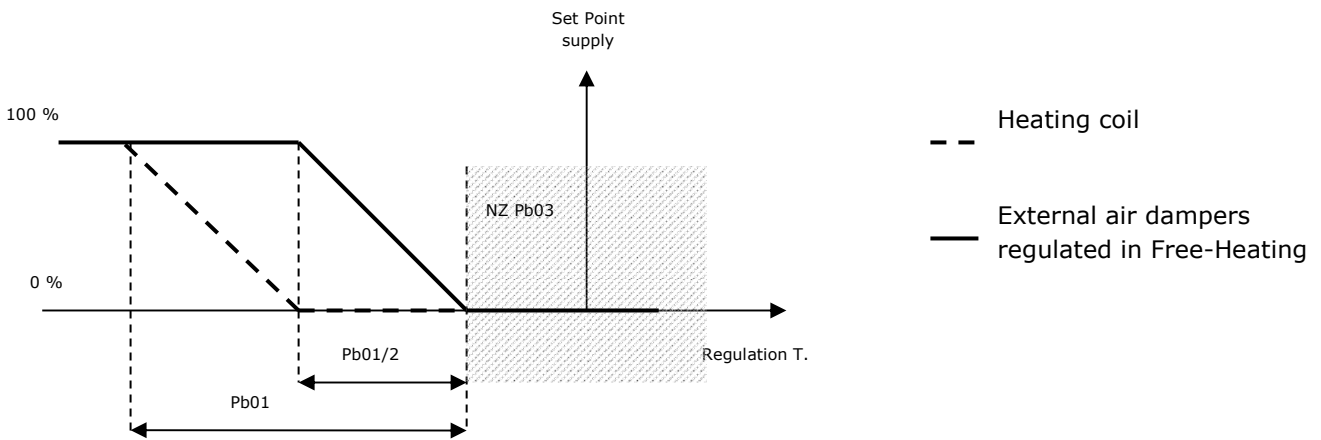 Set Point
supply
100 %
Heating coil
NZ Pb03
External air dampers
regulated in Free-Heating
0 %
Pb01/2
Regulation T.
Pb01